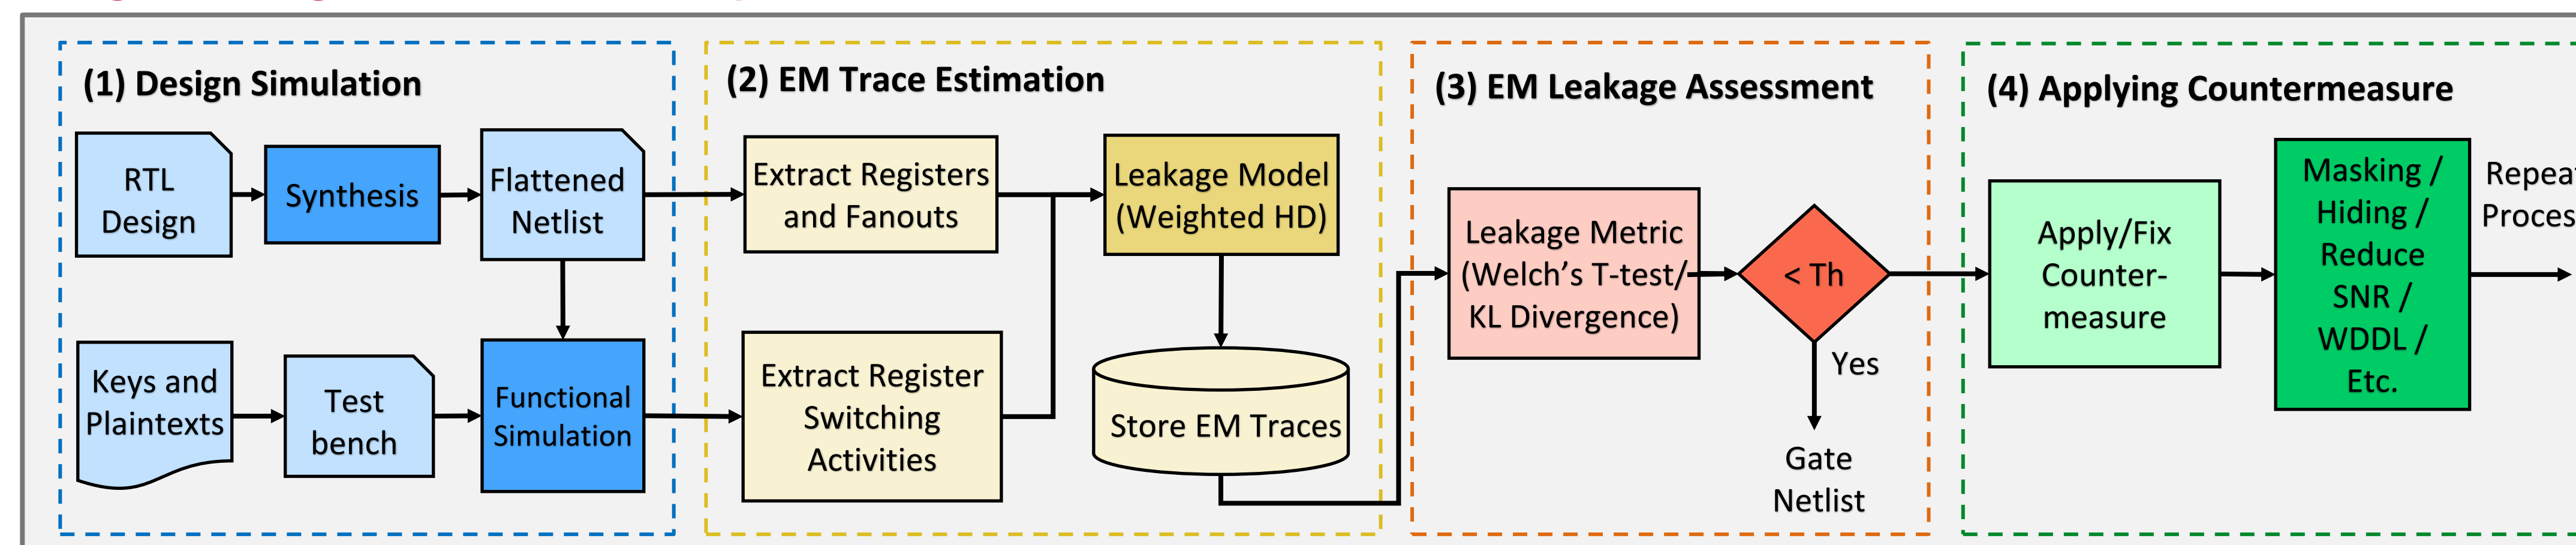 (1) Design Simulation
RTL
Design
Synthesis
Flattened
Netlist
Keys and
Plaintexts
Test
bench
Functional
Simulation
(2) EM Trace Estimation
Extract Registers
and Fanouts
Leakage Model
(Weighted HD)
Extract Register
Switching
Activities
Store EM Traces
(3) EM Leakage Assessment
Leakage Metric
(Welch's T-test/
KL Divergence)
< Th
Yes
Gate
Netlist
(4) Applying Countermeasure
Apply/Fix
Counter-
measure
Masking /
Hiding /
Reduce
SNR /
WDDL /
Etc.